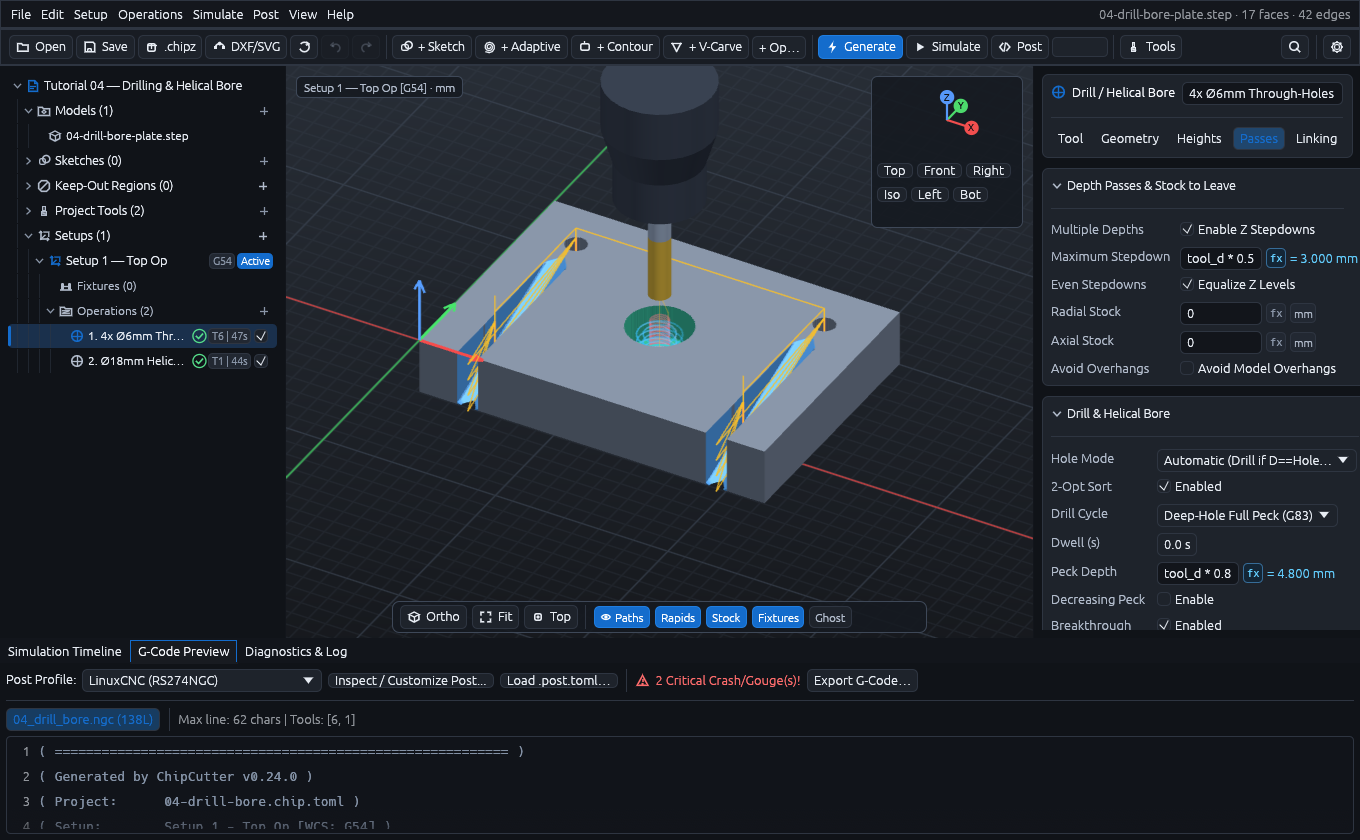 File Edit Setup Operations Simulate Post View Help
04-drill-bore-plate.step · 17 faces · 42 edges
Open Save .chipz DXF/SVG + Sketch + Adaptive + Contour + V-Carve + Op... Generate Simulate Post Tools
Tutorial 04 — Drilling & Helical Bore
Models (1) +
04-drill-bore-plate.step
Sketches (0) +
Keep-Out Regions (0) +
Project Tools (2) +
Setups (1) +
Setup 1 — Top Op G54 Active
Fixtures (0)
Operations (2) +
1. 4x Ø6mm Thr... T6 | 47s
2. Ø18mm Helic... T1 | 44s
Setup 1 — Top Op [G54] · mm
Z
Y
X
Top Front Right
Iso Left Bot
Ortho Fit Top Paths Rapids Stock Fixtures Ghost
Drill / Helical Bore 4x Ø6mm Through-Holes
Tool Geometry Heights Passes Linking
Depth Passes & Stock to Leave
Multiple Depths Enable Z Stepdowns
Maximum Stepdown tool_d * 0.5 fx = 3.000 mm
Even Stepdowns Equalize Z Levels
Radial Stock 0 fx mm
Axial Stock 0 fx mm
Avoid Overhangs Avoid Model Overhangs
Drill & Helical Bore
Hole Mode Automatic (Drill if D==Hole...
2-Opt Sort Enabled
Drill Cycle Deep-Hole Full Peck (G83)
Dwell (s) 0.0 s
Peck Depth tool_d * 0.8 fx = 4.800 mm
Decreasing Peck Enable
Breakthrough Enabled
Simulation Timeline G-Code Preview Diagnostics & Log
Post Profile: LinuxCNC (RS274NGC) Inspect / Customize Post... Load .post.toml... 2 Critical Crash/Gouge(s)! Export G-Code...
04_drill_bore.ngc (138L) Max line: 62 chars | Tools: [6, 1]
1 ( ========================================================== )
2 ( Generated by ChipCutter v0.24.0 )
3 ( Project: 04-drill-bore.chip.toml )
4 ( Setup: Setup 1 - Top Op [WCS: G54] )